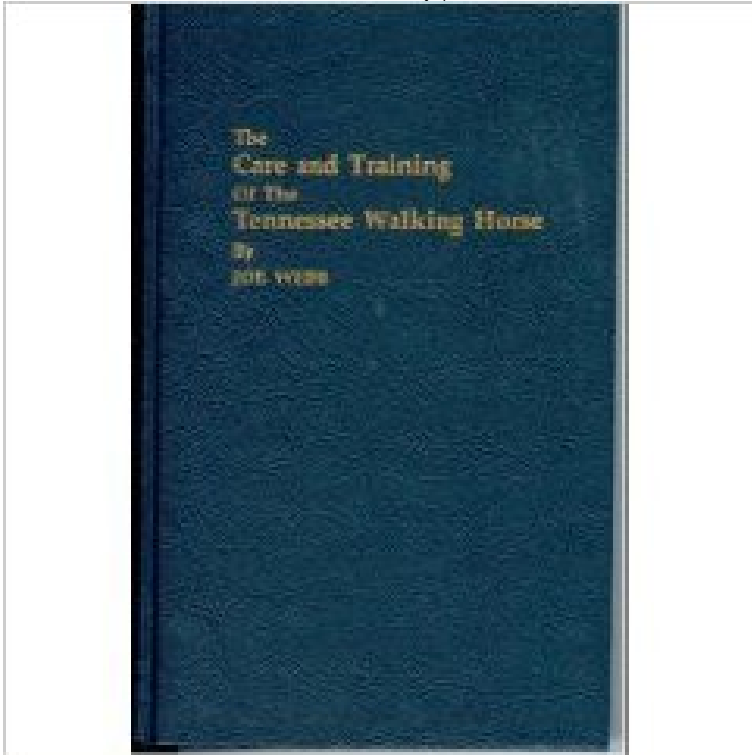 The
Care and Training
Of The
Tennessee Walking Horse
By
JOE WEBB